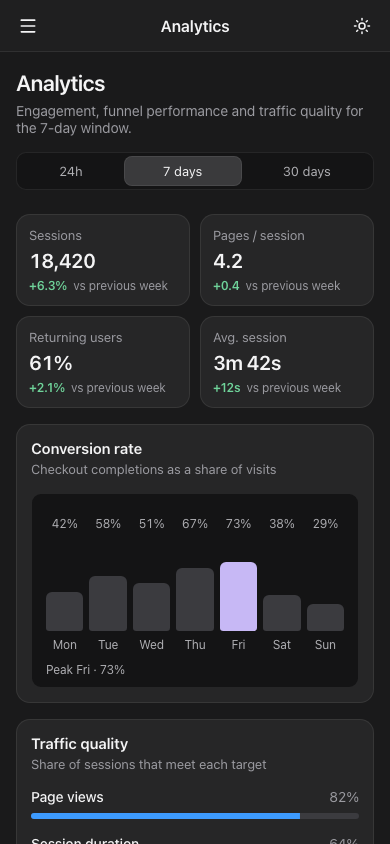 Analytics
Analytics
Engagement, funnel performance and traffic quality for
the 7-day window.
24h
7 days
30 days
Sessions
18,420
+6.3% vs previous week
Pages / session
4.2
+0.4 vs previous week
Returning users
61%
+2.1% vs previous week
Avg. session
3m 42s
+12s vs previous week
Conversion rate
Checkout completions as a share of visits
42% 58% 51% 67% 73% 38% 29%
Mon Tue Wed Thu Fri Sat Sun
Peak Fri · 73%
Traffic quality
Share of sessions that meet each target
Page views 82%
Session duration 64%